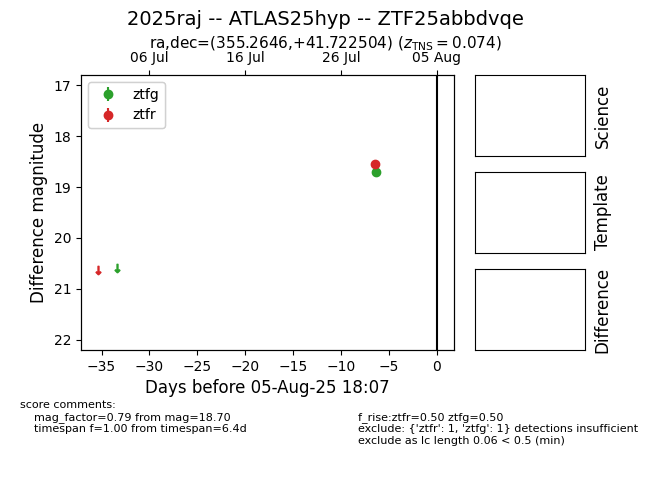 2025raj -- ATLAS25hyp -- ZTF25abbdvqe
ra,dec=(355.2646,+41.722504) (z_TNS = 0.074)
06 Jul 16 Jul 26 Jul 05 Aug
ztfg
ztfr
17
18
19
20
21
22
Difference magnitude
−35 −30 −25 −20 −15 −10 −5 0
Days before 05-Aug-25 18:07
Science
Template
Difference
score comments:
mag_factor=0.79 from mag=18.70
timespan f=1.00 from timespan=6.4d
f_rise:ztfr=0.50 ztfg=0.50
exclude: {'ztfr': 1, 'ztfg': 1} detections insufficient
exclude as lc length 0.06 < 0.5 (min)